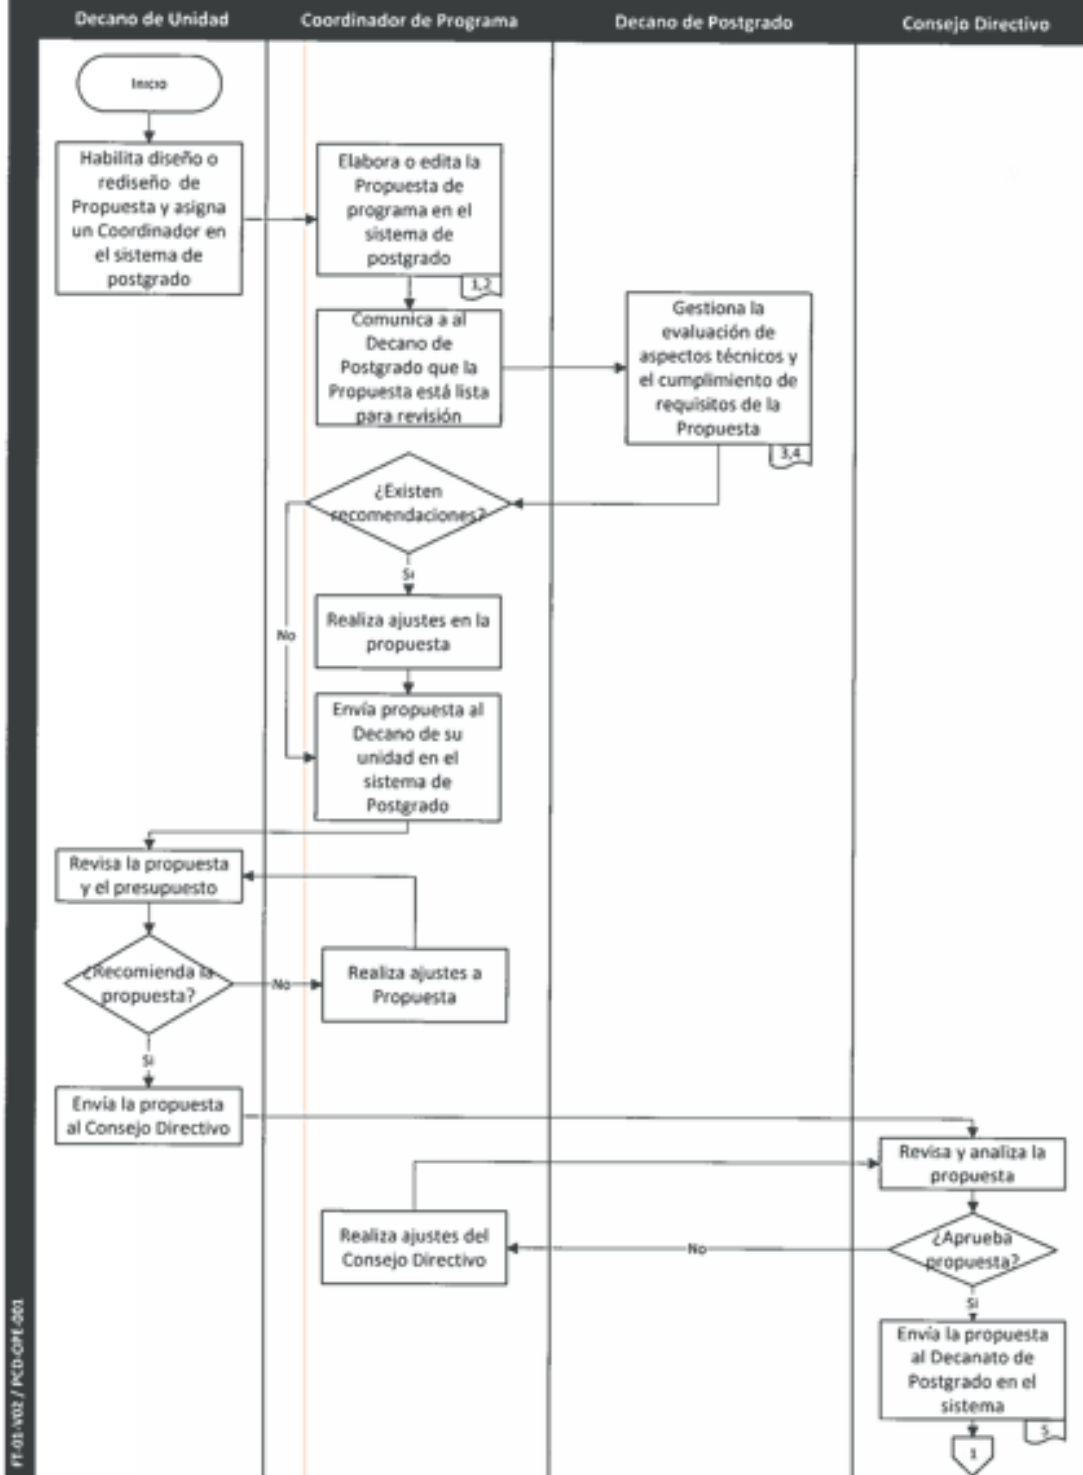 Decano de Unidad
Coordinador de Programa
Decano de Postgrado
Consejo Directivo
Inicio
Habilita diseño o
rediseño de
Propuesta y asigna
un Coordinador en
el sistema de
postgrado
Elabora o edita la
Propuesta de
programa en el
sistema de
postgrado
1,2
Comunica a al
Decano de
Postgrado que la
Propuesta está lista
para revisión
Gestiona la
evaluación de
aspectos técnicos y
el cumplimiento de
requisitos de la
Propuesta
3,4
¿Existen
recomendaciones?
Si
No
Realiza ajustes en la
propuesta
Envía propuesta al
Decano de su
unidad en el
sistema de
Postgrado
Revisa la propuesta
y el presupuesto
¿Recomienda la
propuesta?
No
Realiza ajustes a
Propuesta
Si
Envía la propuesta
al Consejo Directivo
Revisa y analiza la
propuesta
¿Aprueba
propuesta?
No
Realiza ajustes del
Consejo Directivo
Si
Envía la propuesta
al Decanato de
Postgrado en el
sistema
5
1
FT-01-V02 / PCD-OPE-001